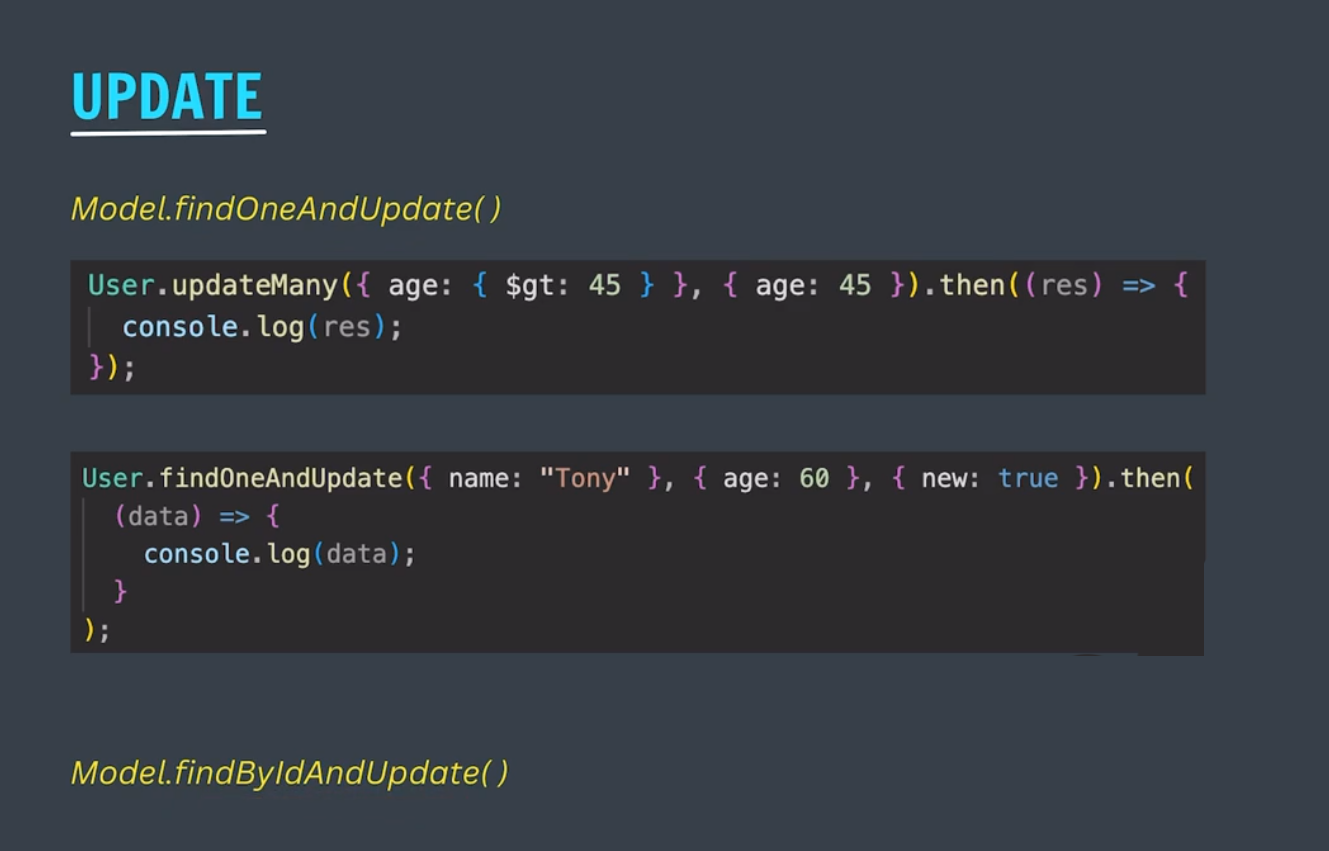 UPDATE
Model.findOneAndUpdate( )
User.updateMany({ age: { $gt: 45 } }, { age: 45 }).then((res) => {
console.log(res);
});
User.findOneAndUpdate({ name: "Tony" }, { age: 60 }, { new: true }).then(
(data) => {
console.log(data);
}
);
Model.findByIdAndUpdate( )